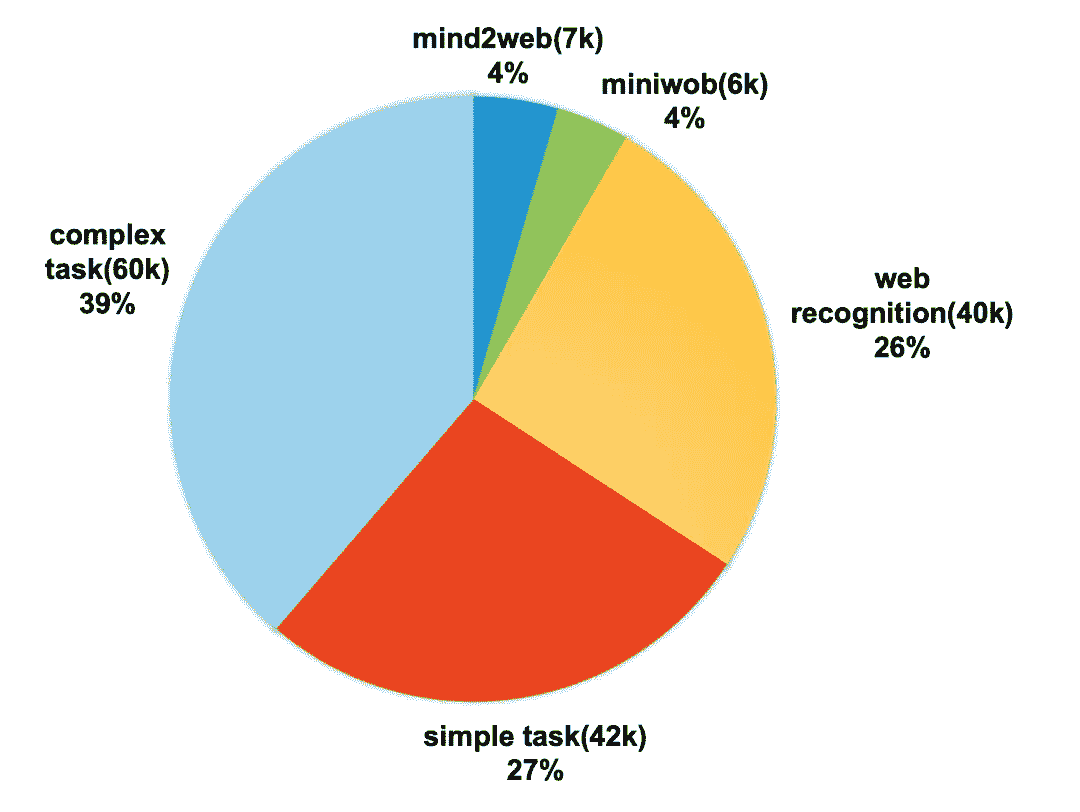 mind2web(7k)
4%
miniwob(6k)
4%
complex
task(60k)
39%
web
recognition(40k)
26%
simple task(42k)
27%